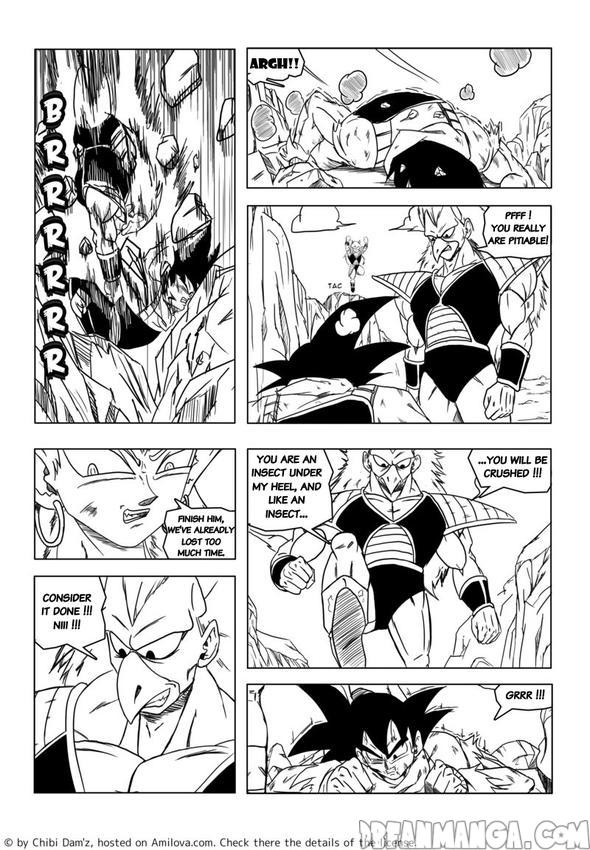 BRRRRRRR
ARGH!!
PFFF !
YOU REALLY
ARE PITIABLE!
TAC
YOU ARE AN
INSECT UNDER
MY HEEL, AND
LIKE AN
INSECT...
...YOU WILL BE
CRUSHED !!!
FINISH HIM,
WE'VE ALREADLY
LOST TOO
MUCH TIME.
CONSIDER
IT DONE !!!
NIII !!!
GRRR !!!
© by Chibi Dam'z, hosted on Amilova.com. Check there the details of the license.
DREANMANGA.COM